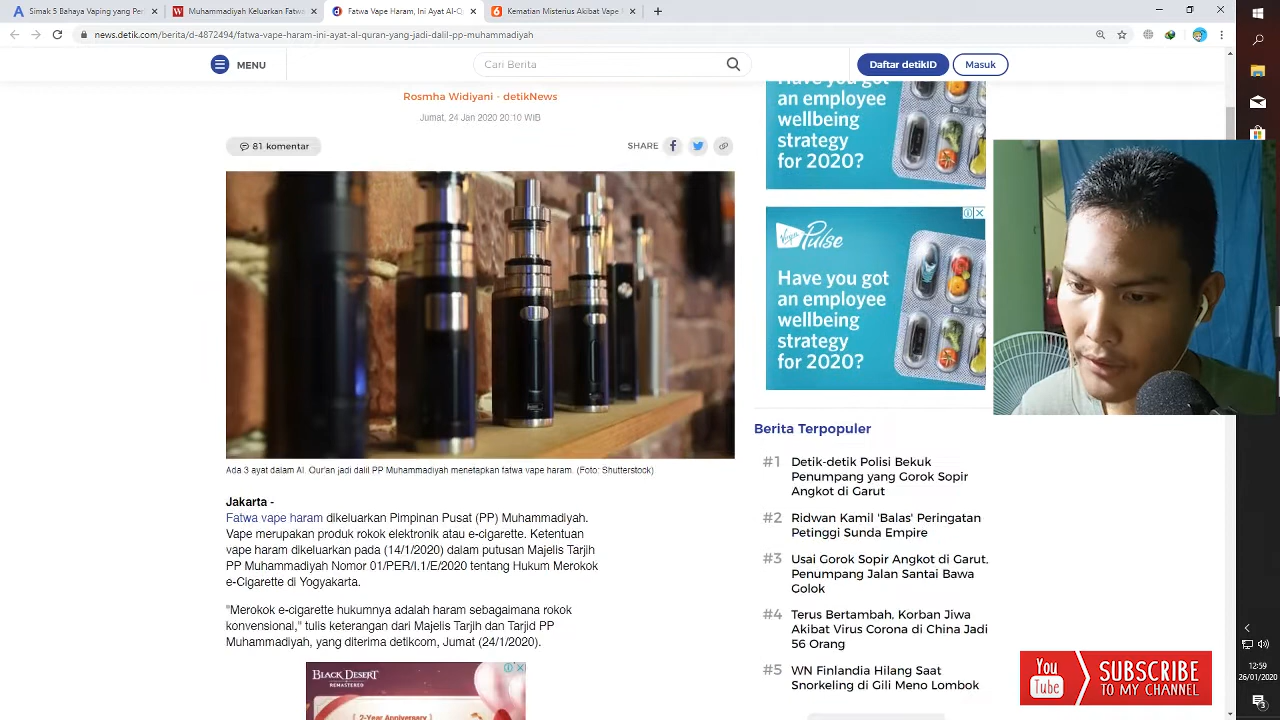 Simak 5 Bahaya Vaping yang Per
Muhammadiyah Keluarkan Fatwa
Fatwa Vape Haram, Ini Ayat Al-Q
Kematian Misterius Akibat Vape R
news.detik.com/berita/d-4872494/fatwa-vape-haram-ini-ayat-al-quran-yang-jadi-dalil-pp-muhammadiyah
MENU
Cari Berita
Daftar detikID
Masuk
Rosmha Widiyani - detikNews
Jumat, 24 Jan 2020 20:10 WIB
81 komentar
SHARE
Ada 3 ayat dalam Al. Qur'an jadi dalil PP Muhammadiyah menetapkan fatwa vape haram. (Foto: Shutterstock)
Jakarta -
Fatwa vape haram dikeluarkan Pimpinan Pusat (PP) Muhammadiyah.
Vape merupakan produk rokok elektronik atau e-cigarette. Ketentuan
vape haram dikeluarkan pada (14/1/2020) dalam putusan Majelis Tarjih
PP Muhammadiyah Nomor 01/PER/I.1/E/2020 tentang Hukum Merokok
e-Cigarette di Yogyakarta.
"Merokok e-cigarette hukumnya adalah haram sebagaimana rokok
konvensional," tulis keterangan dari Majelis Tarjih dan Tarjid PP
Muhammadiyah, yang diterima detikcom, Jumat (24/1/2020).
BLACK DESERT
REMASTERED
2-Year Anniversary
Have you got
an employee
wellbeing
strategy
for 2020?
Virgin Pulse
Have you got
an employee
wellbeing
strategy
for 2020?
Berita Terpopuler
#1 Detik-detik Polisi Bekuk
Penumpang yang Gorok Sopir
Angkot di Garut
#2 Ridwan Kamil 'Balas' Peringatan
Petinggi Sunda Empire
#3 Usai Gorok Sopir Angkot di Garut,
Penumpang Jalan Santai Bawa
Golok
#4 Terus Bertambah, Korban Jiwa
Akibat Virus Corona di China Jadi
56 Orang
#5 WN Finlandia Hilang Saat
Snorkeling di Gili Meno Lombok
You
Tube
SUBSCRIBE
TO MY CHANNEL
12:59
26/01/2020